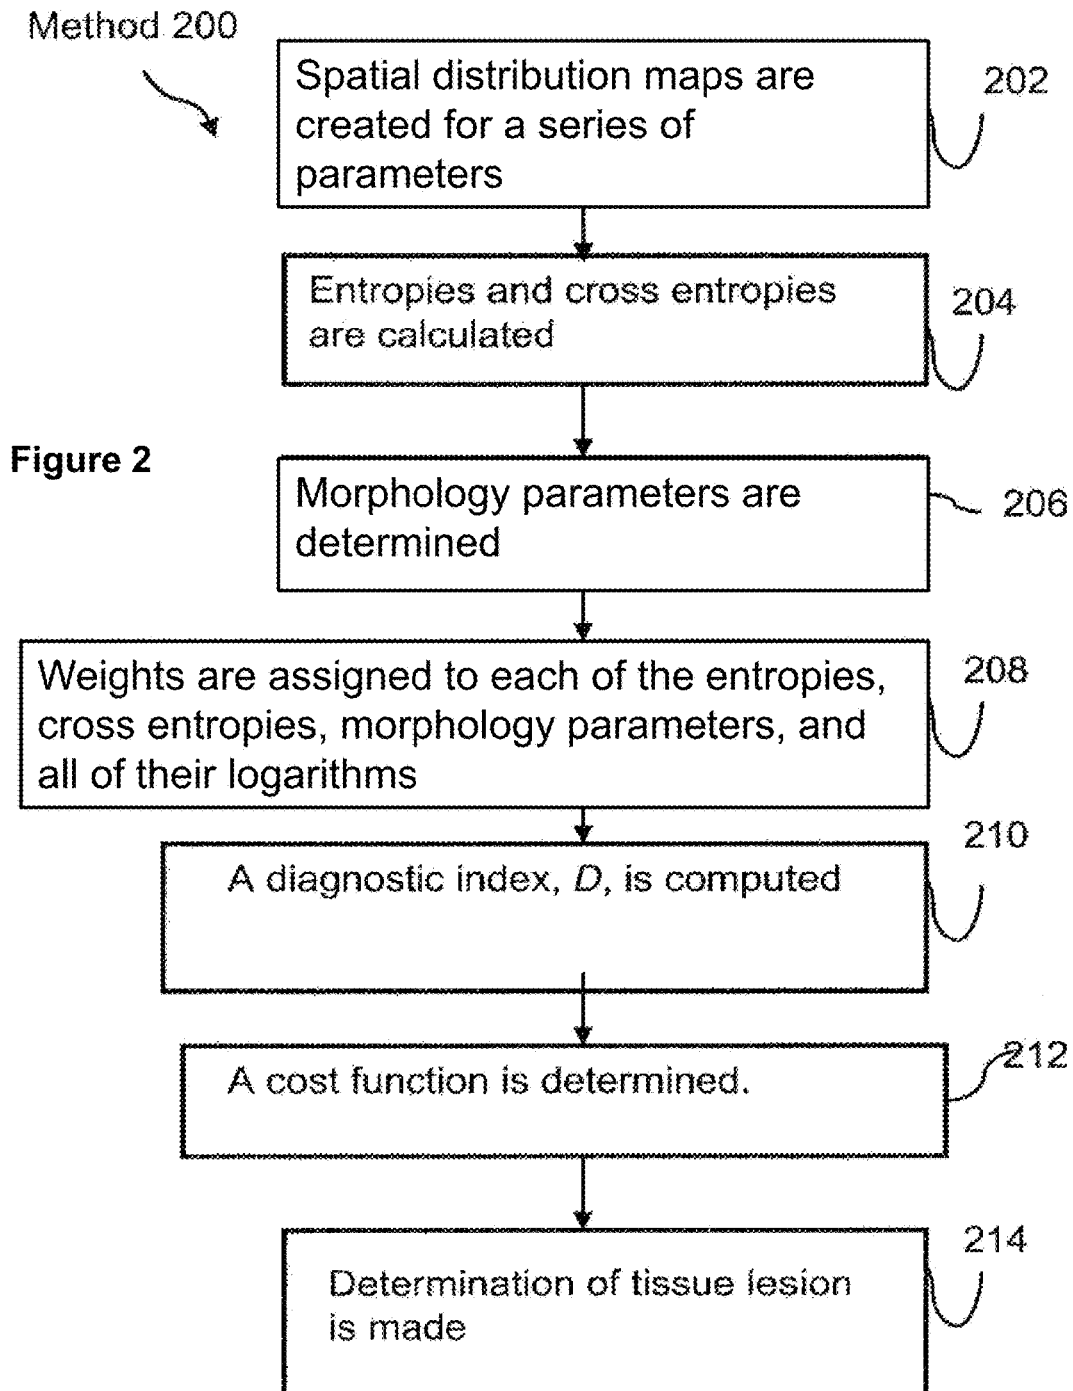 Method 200
Spatial distribution maps are
created for a series of
parameters
202
Entropies and cross entropies
are calculated
204
Figure 2
Morphology parameters are
determined
206
Weights are assigned to each of the entropies,
cross entropies, morphology parameters, and
all of their logarithms
208
A diagnostic index, D, is computed
210
A cost function is determined.
212
Determination of tissue lesion
is made
214